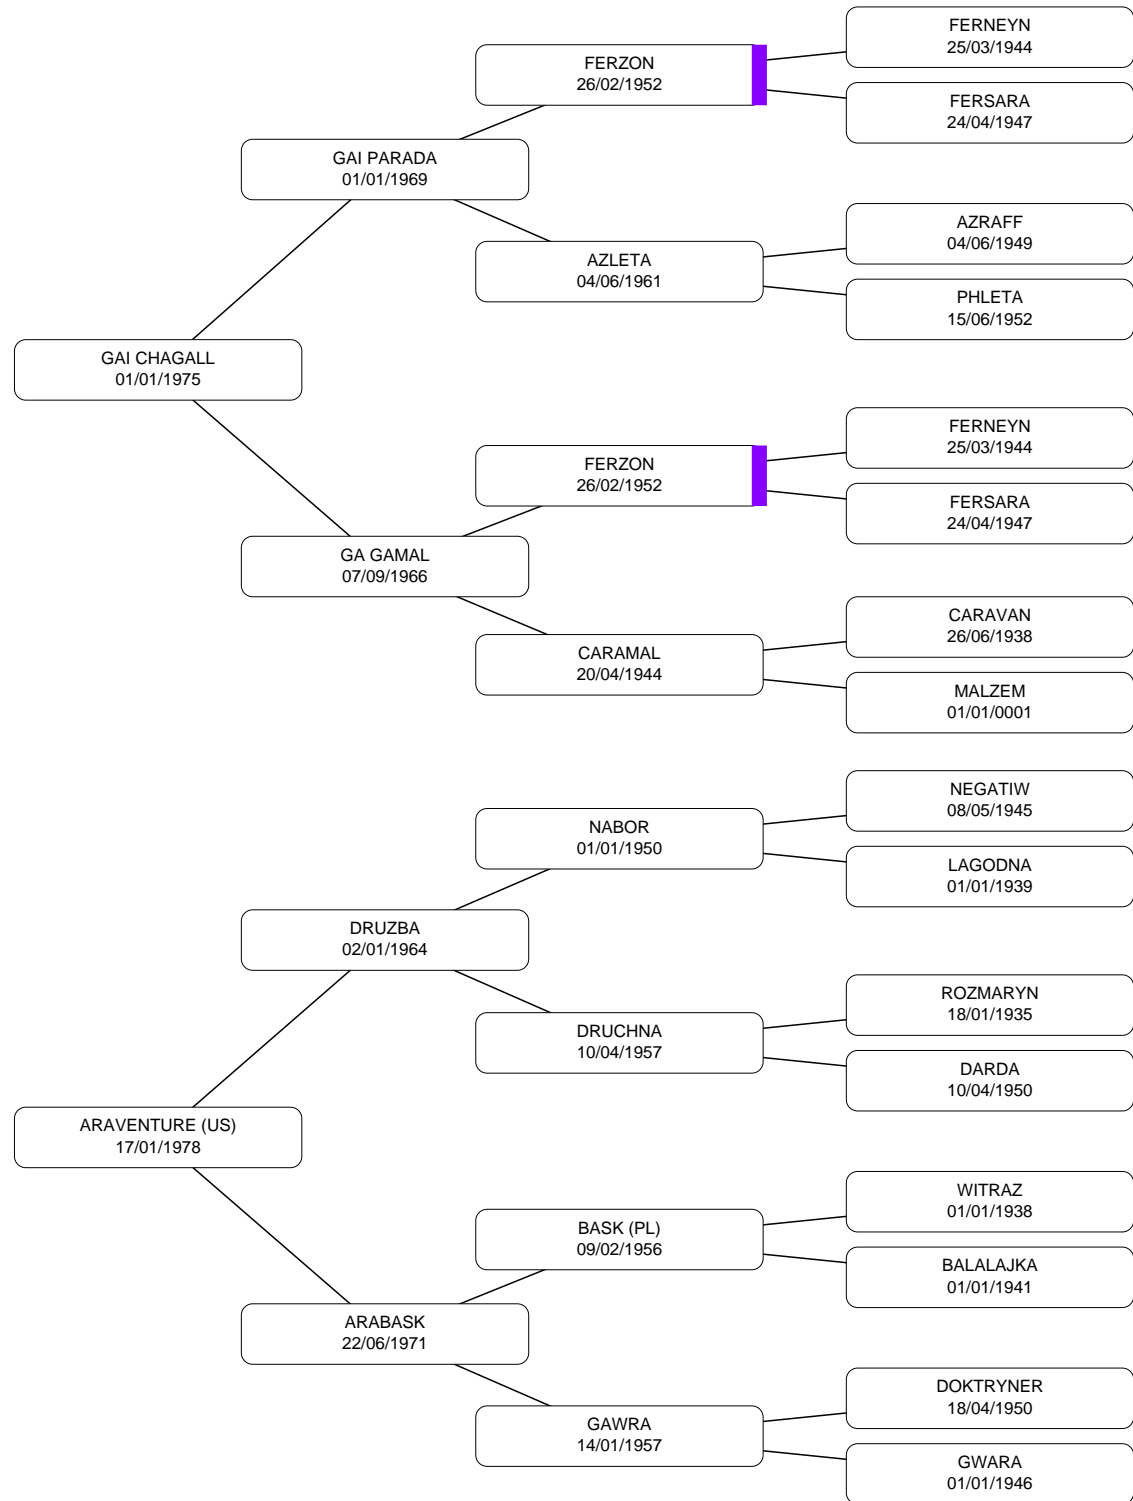 FERNEYN
25/03/1944
FERZON
26/02/1952
FERSARA
24/04/1947
GAI PARADA
01/01/1969
AZRAFF
04/06/1949
AZLETA
04/06/1961
PHLETA
15/06/1952
GAI CHAGALL
01/01/1975
FERNEYN
25/03/1944
FERZON
26/02/1952
FERSARA
24/04/1947
GA GAMAL
07/09/1966
CARAVAN
26/06/1938
CARAMAL
20/04/1944
MALZEM
01/01/0001
NEGATIW
08/05/1945
NABOR
01/01/1950
LAGODNA
01/01/1939
DRUZBA
02/01/1964
ROZMARYN
18/01/1935
DRUCHNA
10/04/1957
DARDA
10/04/1950
ARAVENTURE (US)
17/01/1978
WITRAZ
01/01/1938
BASK (PL)
09/02/1956
BALALAJKA
01/01/1941
ARABASK
22/06/1971
DOKTRYNER
18/04/1950
GAWRA
14/01/1957
GWARA
01/01/1946